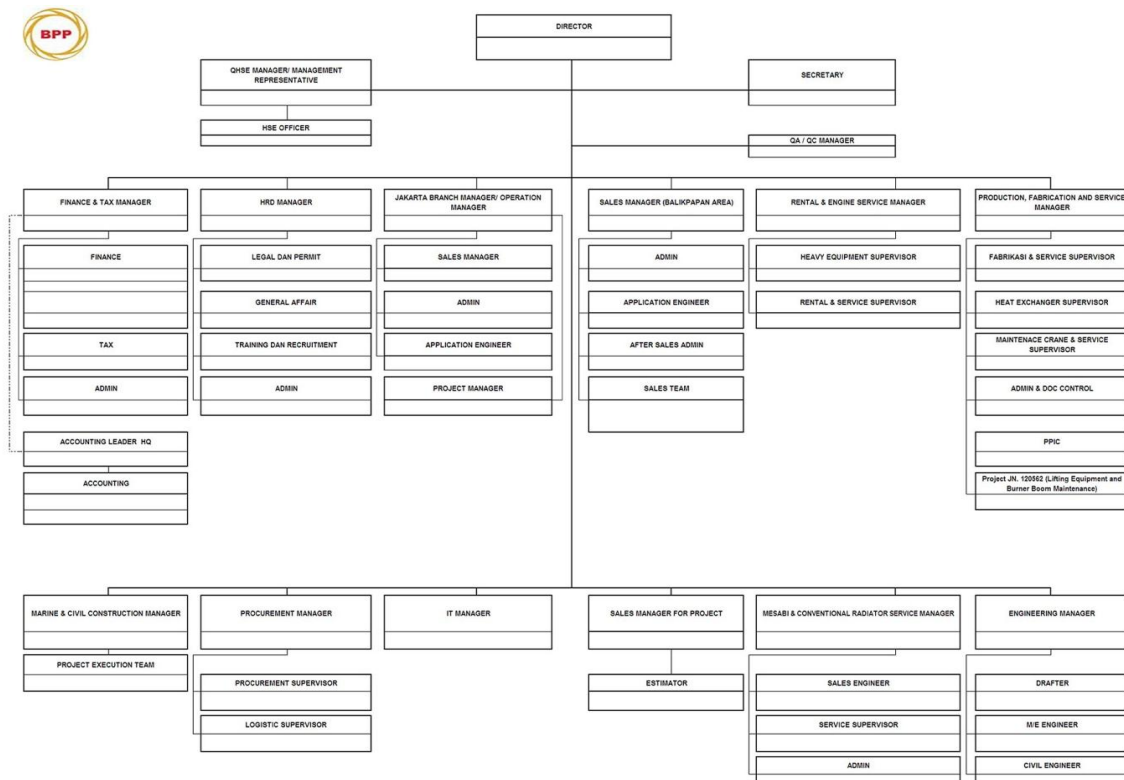 BPP
DIRECTOR
QHSE MANAGER/ MANAGEMENT
REPRESENTATIVE
SECRETARY
HSE OFFICER
QA / QC MANAGER
FINANCE & TAX MANAGER
HRD MANAGER
JAKARTA BRANCH MANAGER/ OPERATION
MANAGER
SALES MANAGER (BALIKPAPAN AREA)
RENTAL & ENGINE SERVICE MANAGER
PRODUCTION, FABRICATION AND SERVICE
MANAGER
FINANCE
LEGAL DAN PERMIT
SALES MANAGER
ADMIN
HEAVY EQUIPMENT SUPERVISOR
FABRIKASI & SERVICE SUPERVISOR
GENERAL AFFAIR
ADMIN
APPLICATION ENGINEER
RENTAL & SERVICE SUPERVISOR
HEAT EXCHANGER SUPERVISOR
TAX
TRAINING DAN RECRUITMENT
APPLICATION ENGINEER
AFTER SALES ADMIN
MAINTENACE CRANE & SERVICE
SUPERVISOR
ADMIN
ADMIN
PROJECT MANAGER
SALES TEAM
ADMIN & DOC CONTROL
ACCOUNTING LEADER HQ
PPIC
ACCOUNTING
Project JN. 120562 (Lifting Equipment and
Burner Boom Maintenance)
MARINE & CIVIL CONSTRUCTION MANAGER
PROCUREMENT MANAGER
IT MANAGER
SALES MANAGER FOR PROJECT
MESABI & CONVENTIONAL RADIATOR SERVICE MANAGER
ENGINEERING MANAGER
PROJECT EXECUTION TEAM
PROCUREMENT SUPERVISOR
ESTIMATOR
SALES ENGINEER
DRAFTER
LOGISTIC SUPERVISOR
SERVICE SUPERVISOR
M/E ENGINEER
ADMIN
CIVIL ENGINEER